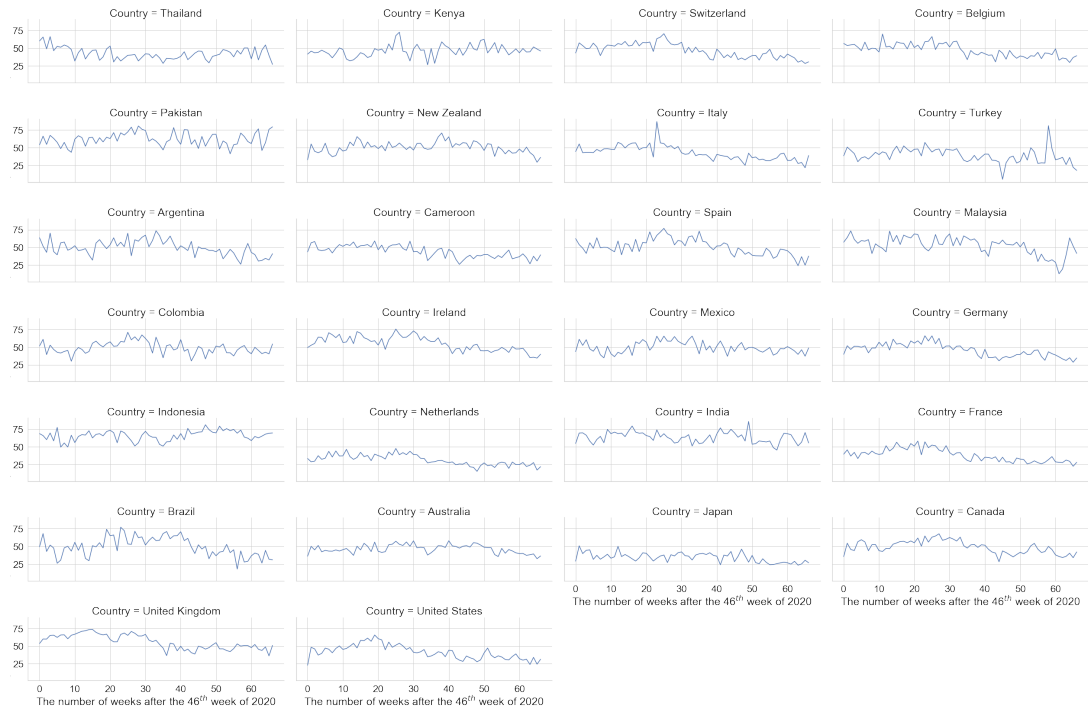 Country = Thailand
Country = Kenya
Country = Switzerland
Country = Belgium
75
50
25
Country = Pakistan
Country = New Zealand
Country = Italy
Country = Turkey
75
50
25
Country = Argentina
Country = Cameroon
Country = Spain
Country = Malaysia
75
50
25
Country = Colombia
Country = Ireland
Country = Mexico
Country = Germany
75
50
25
Country = Indonesia
Country = Netherlands
Country = India
Country = France
75
50
25
Country = Brazil
Country = Australia
Country = Japan
Country = Canada
75
50
25
0 10 20 30 40 50 60
The number of weeks after the 46th week of 2020
0 10 20 30 40 50 60
The number of weeks after the 46th week of 2020
Country = United Kingdom
Country = United States
75
50
25
0 10 20 30 40 50 60
The number of weeks after the 46th week of 2020
0 10 20 30 40 50 60
The number of weeks after the 46th week of 2020